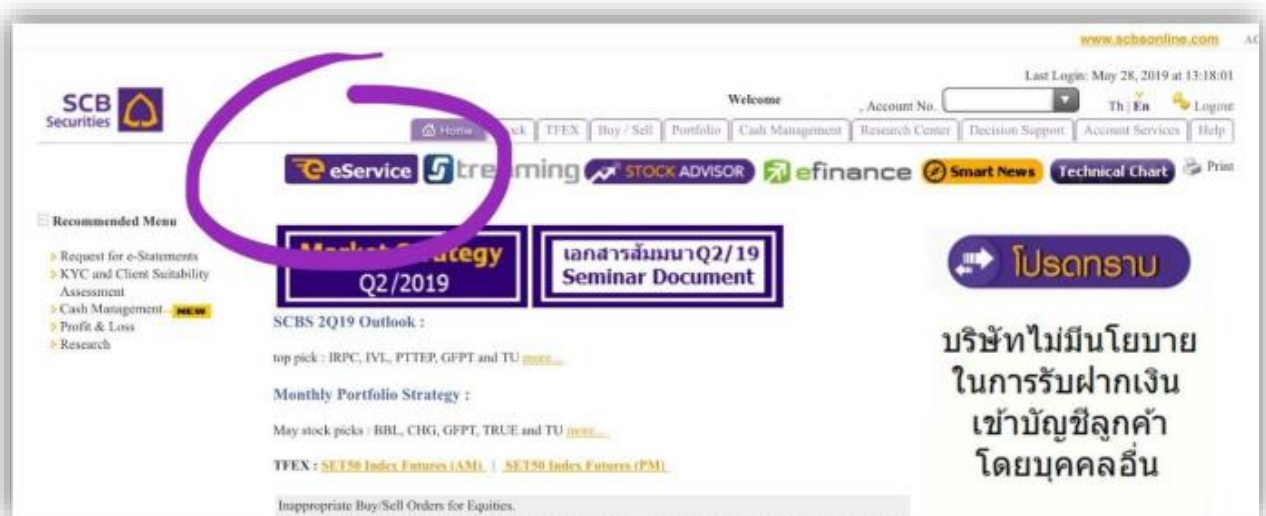 www.scbsonline.com
Last Login: May 28, 2019 at 13:18:01
SCB
Securities
Welcome , Account No. Th | En Logout
Home TFEX Buy / Sell Portfolio Cash Management Research Center Decision Support Account Services Help
eService Streaming STOCK ADVISOR efinance Smart News Technical Chart Print
Recommended Menu
Request for e-Statements
KYC and Client Suitability
Assessment
Cash Management NEW
Profit & Loss
Research
Market Strategy
Q2/2019
เอกสารสัมมนาQ2/19
Seminar Document
SCBS 2Q19 Outlook :
top pick : IRPC, IVL, PTTEP, GFPT and TU more...
Monthly Portfolio Strategy :
May stock picks : BBL, CHG, GFPT, TRUE and TU more...
TFEX : SET50 Index Futures (AM) | SET50 Index Futures (PM)
Inappropriate Buy/Sell Orders for Equities.
โปรดทราบ
บริษัทไม่มีนโยบาย
ในการรับฝากเงิน
เข้าบัญชีลูกค้า
โดยบุคคลอื่น